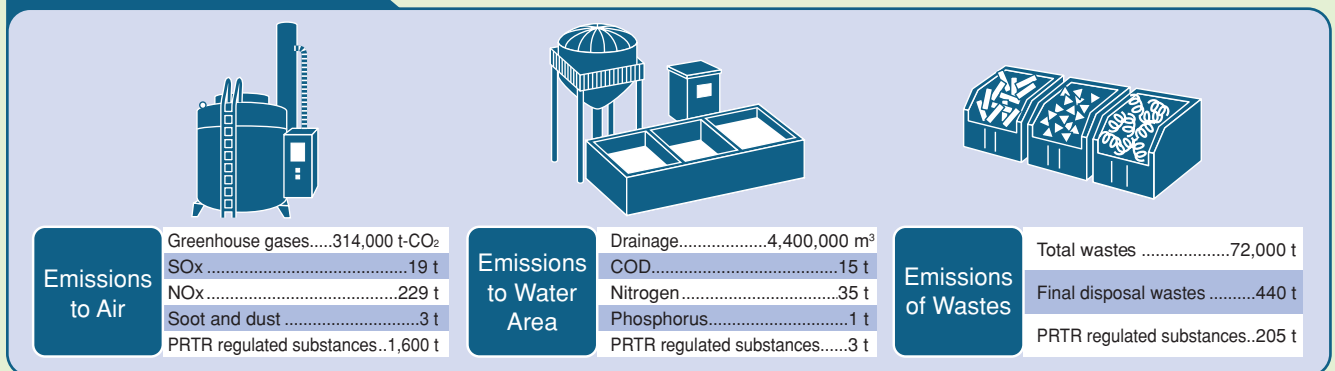 Emissions
to Air
Greenhouse gases.....314,000 t-CO₂
SOx ......................................19 t
NOx.....................................229 t
Soot and dust ..........................3 t
PRTR regulated substances..1,600 t
Emissions
to Water
Area
Drainage..................4,400,000 m³
COD......................................15 t
Nitrogen................................35 t
Phosphorus.............................1 t
PRTR regulated substances......3 t
Emissions
of Wastes
Total wastes ...................72,000 t
Final disposal wastes ..........440 t
PRTR regulated substances..205 t